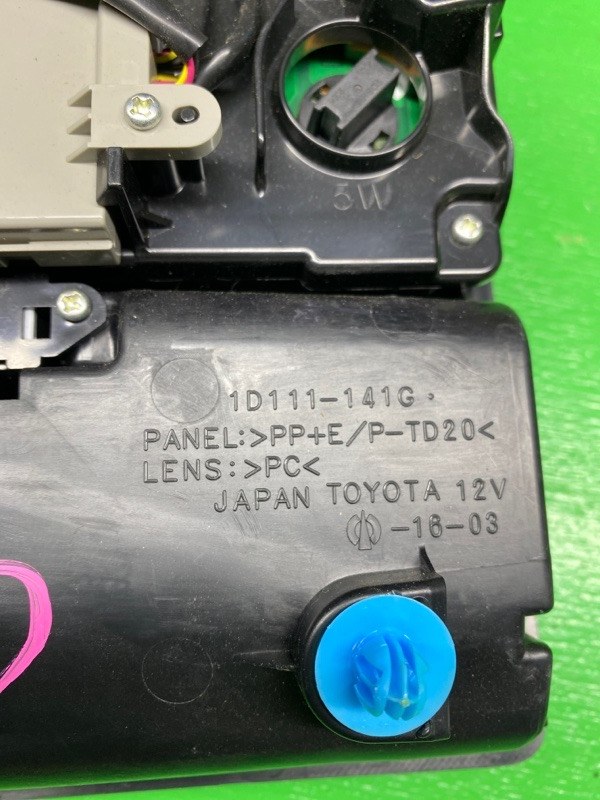 5W
1D111-141G
PANEL:>PP+E/P-TD20<
LENS:>PC<
JAPAN TOYOTA 12V
-16-03